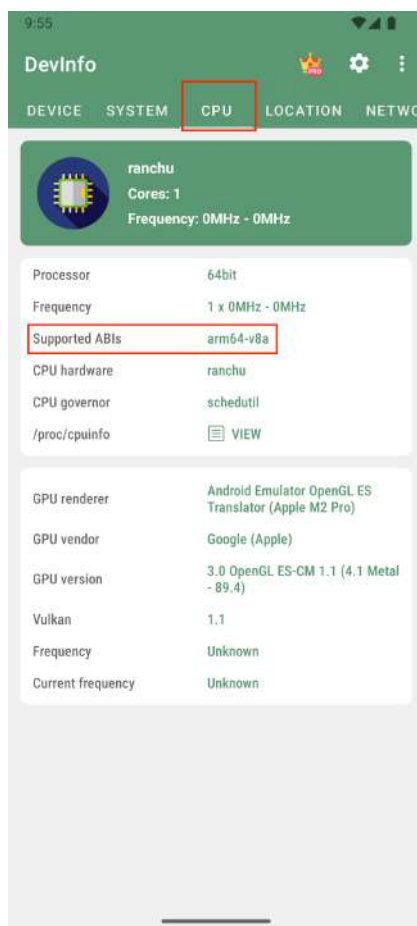 9:55
DevInfo
PRO
DEVICE SYSTEM CPU LOCATION NETWO
ranchu
Cores: 1
Frequency: 0MHz - 0MHz
Processor 64bit
Frequency 1 x 0MHz - 0MHz
Supported ABIs arm64-v8a
CPU hardware ranchu
CPU governor schedutil
/proc/cpuinfo VIEW
GPU renderer Android Emulator OpenGL ES
Translator (Apple M2 Pro)
GPU vendor Google (Apple)
GPU version 3.0 OpenGL ES-CM 1.1 (4.1 Metal
- 89.4)
Vulkan 1.1
Frequency Unknown
Current frequency Unknown